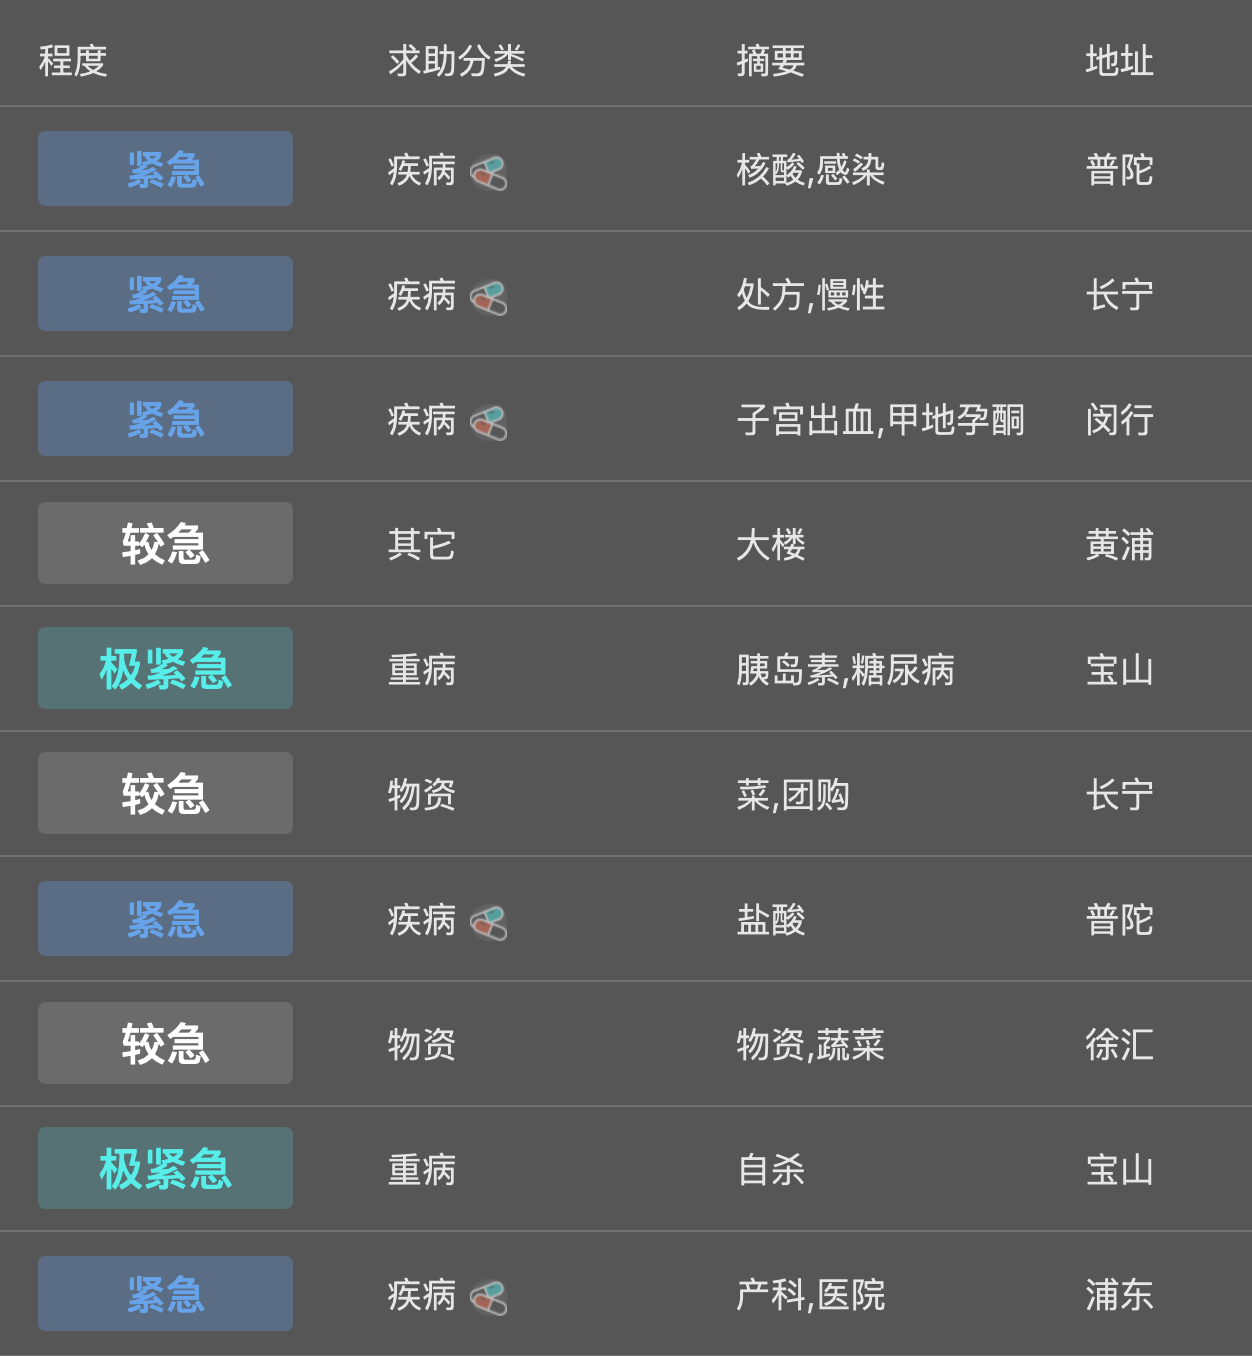 程度 求助分类 摘要 地址
紧急 疾病 核酸,感染 普陀
紧急 疾病 处方,慢性 长宁
紧急 疾病 子宫出血,甲地孕酮 闵行
较急 其它 大楼 黄浦
极紧急 重病 胰岛素,糖尿病 宝山
较急 物资 菜,团购 长宁
紧急 疾病 盐酸 普陀
较急 物资 物资,蔬菜 徐汇
极紧急 重病 自杀 宝山
紧急 疾病 产科,医院 浦东